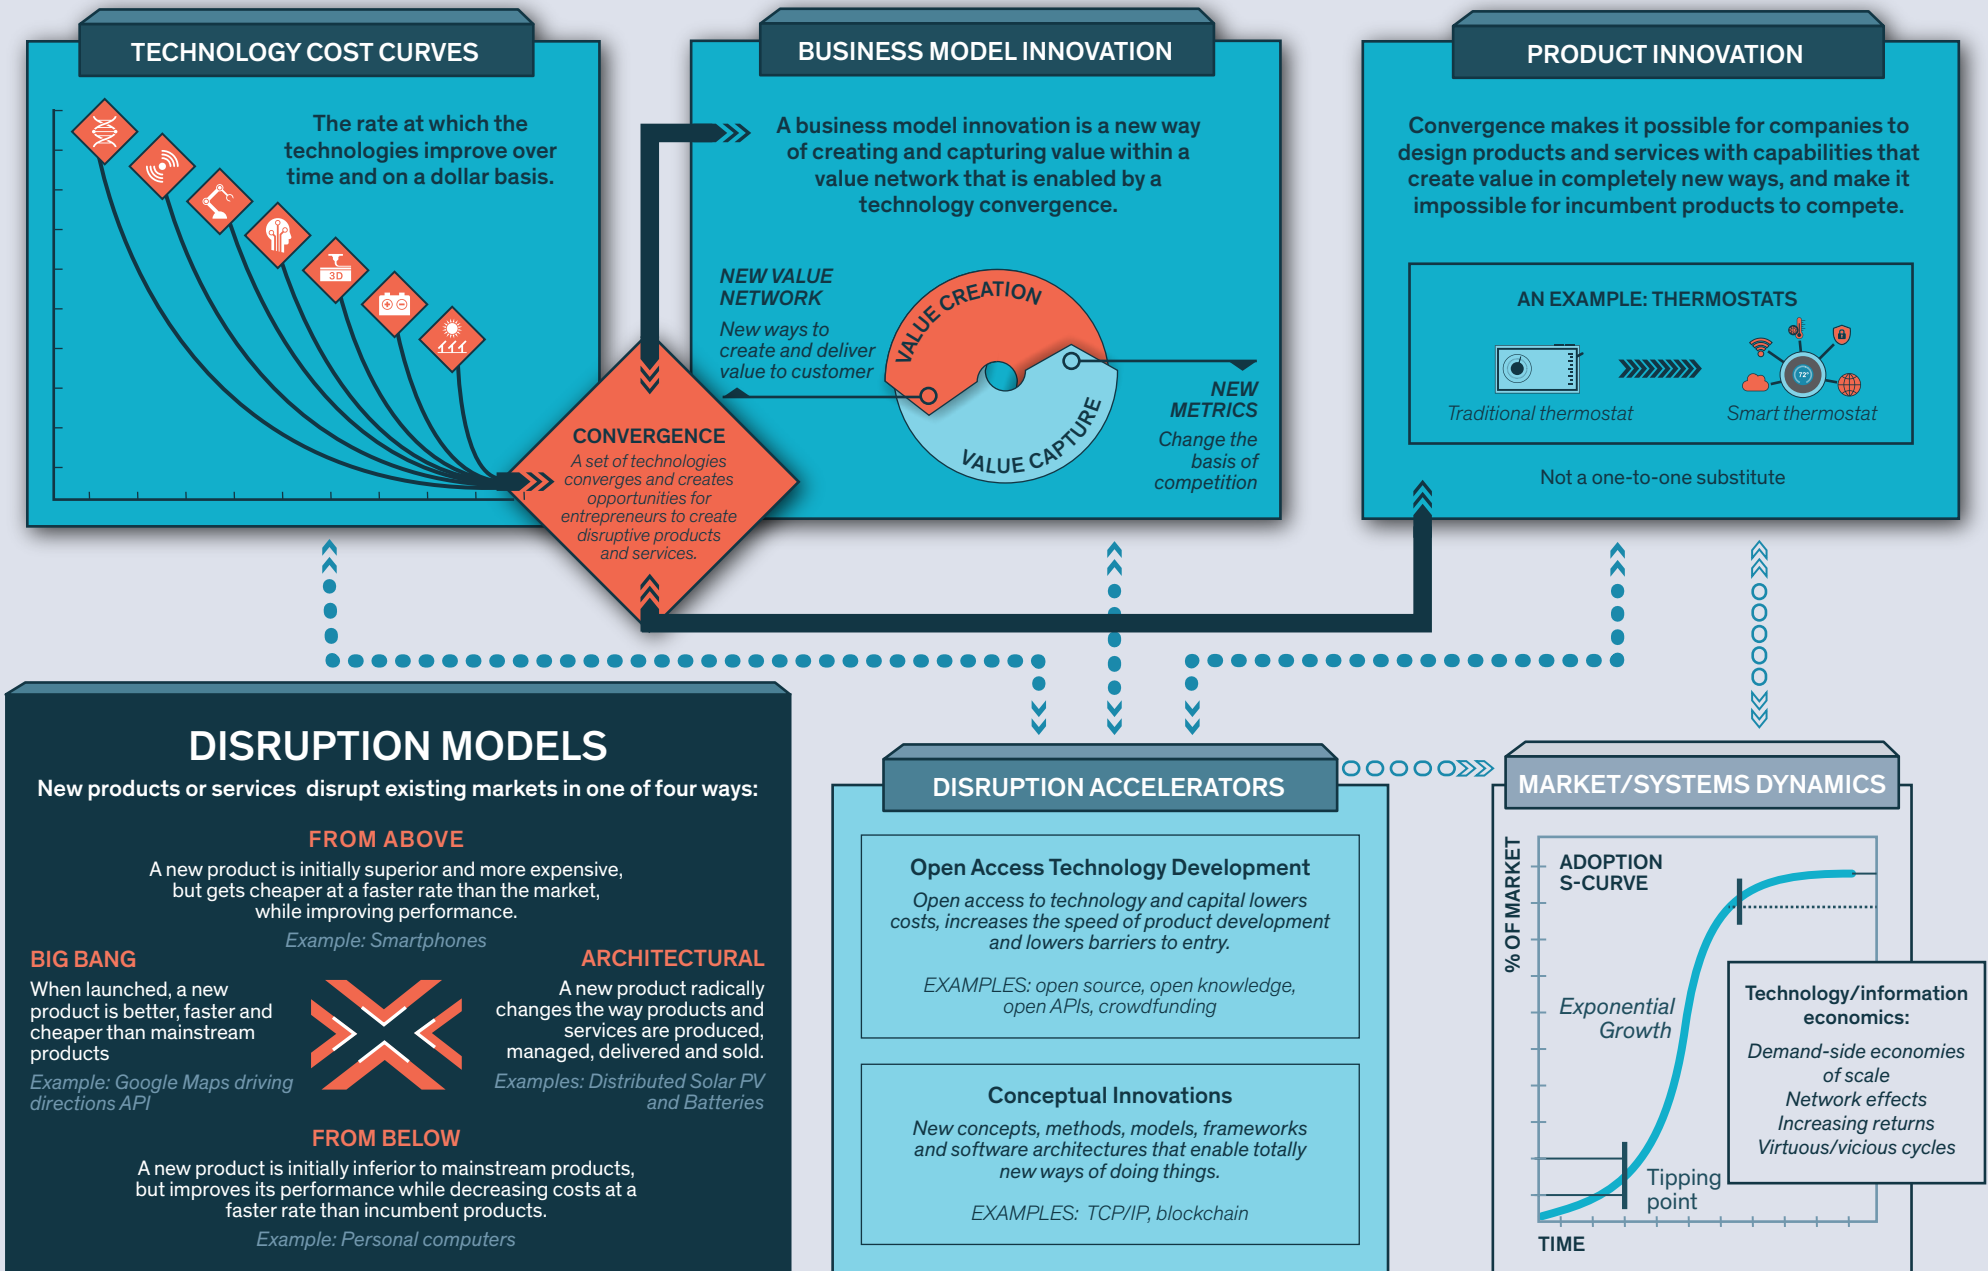 TECHNOLOGY COST CURVES
The rate at which the
technologies improve over
time and on a dollar basis.
3D
CONVERGENCE
A set of technologies
converges and creates
opportunities for
entrepreneurs to create
disruptive products
and services.
BUSINESS MODEL INNOVATION
A business model innovation is a new way
of creating and capturing value within a
value network that is enabled by a
technology convergence.
NEW VALUE
NETWORK
New ways to
create and deliver
value to customer
VALUE CREATION
VALUE CAPTURE
NEW
METRICS
Change the
basis of
competition
PRODUCT INNOVATION
Convergence makes it possible for companies to
design products and services with capabilities that
create value in completely new ways, and make it
impossible for incumbent products to compete.
AN EXAMPLE: THERMOSTATS
72°
Traditional thermostat
Smart thermostat
Not a one-to-one substitute
DISRUPTION MODELS
New products or services disrupt existing markets in one of four ways:
FROM ABOVE
A new product is initially superior and more expensive,
but gets cheaper at a faster rate than the market,
while improving performance.
Example: Smartphones
BIG BANG
When launched, a new
product is better, faster and
cheaper than mainstream
products
Example: Google Maps driving
directions API
ARCHITECTURAL
A new product radically
changes the way products and
services are produced,
managed, delivered and sold.
Examples: Distributed Solar PV
and Batteries
FROM BELOW
A new product is initially inferior to mainstream products,
but improves its performance while decreasing costs at a
faster rate than incumbent products.
Example: Personal computers
DISRUPTION ACCELERATORS
Open Access Technology Development
Open access to technology and capital lowers
costs, increases the speed of product development
and lowers barriers to entry.
EXAMPLES: open source, open knowledge,
open APIs, crowdfunding
Conceptual Innovations
New concepts, methods, models, frameworks
and software architectures that enable totally
new ways of doing things.
EXAMPLES: TCP/IP, blockchain
MARKET/SYSTEMS DYNAMICS
% OF MARKET
ADOPTION
S-CURVE
Exponential
Growth
Technology/information
economics:
Demand-side economies
of scale
Network effects
Increasing returns
Virtuous/vicious cycles
Tipping
point
TIME